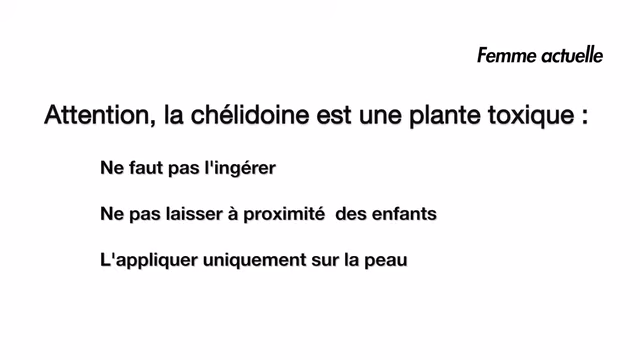 Femme actuelle
Attention, la chélidoine est une plante toxique :
Ne faut pas l'ingérer
Ne pas laisser à proximité  des enfants
L'appliquer uniquement sur la peau